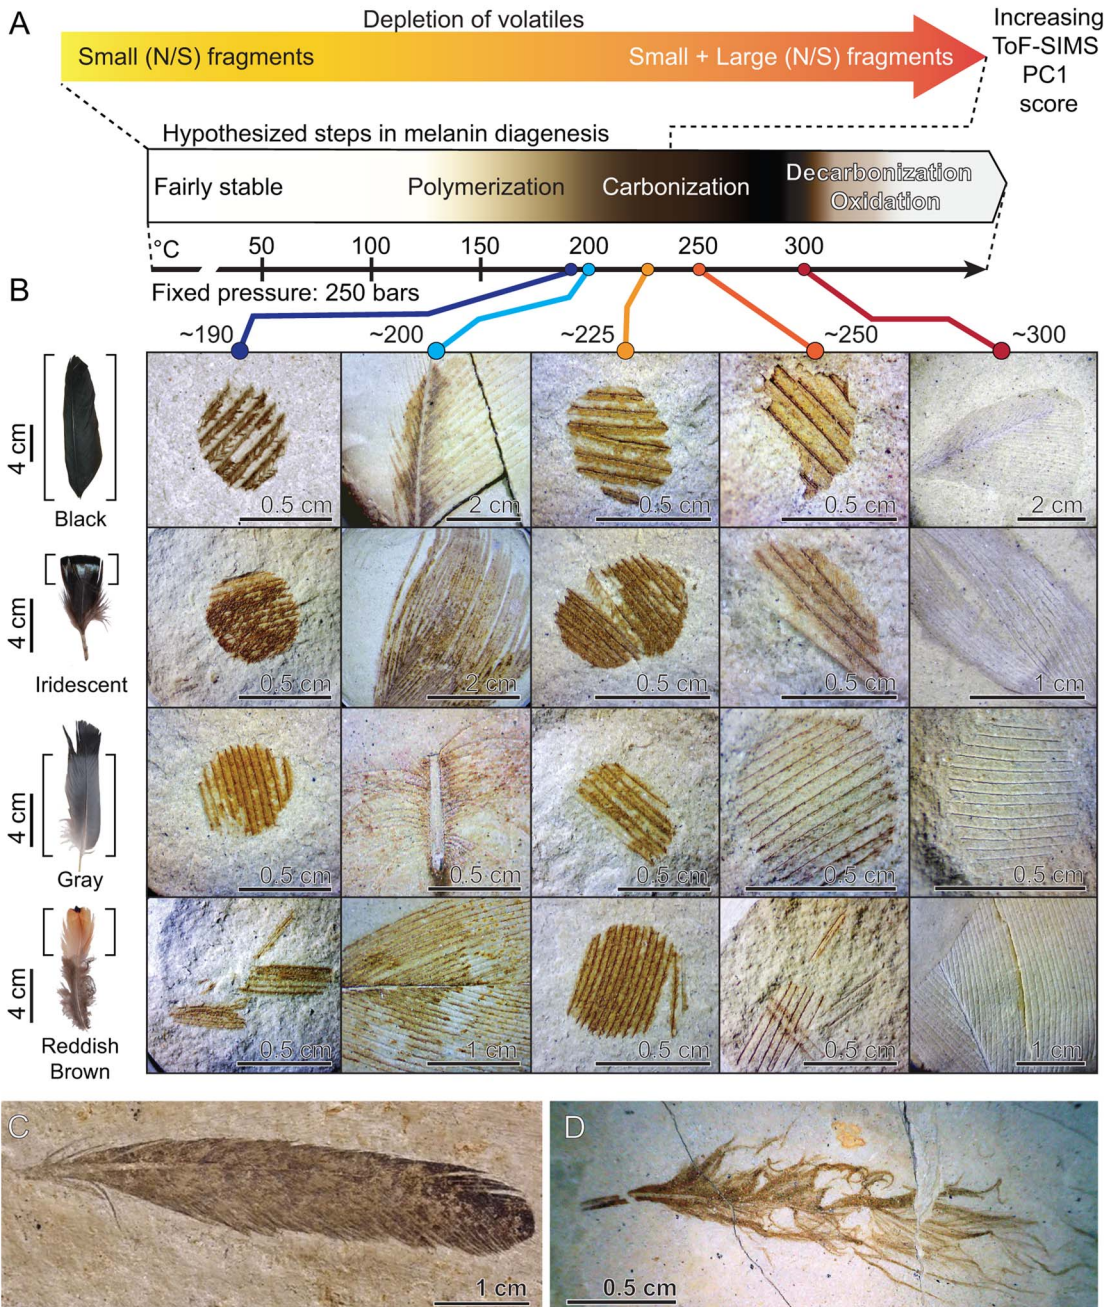 A
Depletion of volatiles
Small (N/S) fragments
Small + Large (N/S) fragments
Increasing
ToF-SIMS
PC1
score
Hypothesized steps in melanin diagenesis
Fairly stable
Polymerization
Carbonization
Decarbonization
Oxidation
°C
50
100
150
200
250
300
B
Fixed pressure: 250 bars
~190
~200
~225
~250
~300
4 cm
Black
0.5 cm
2 cm
0.5 cm
0.5 cm
2 cm
4 cm
Iridescent
0.5 cm
2 cm
0.5 cm
0.5 cm
1 cm
4 cm
Gray
0.5 cm
0.5 cm
0.5 cm
0.5 cm
0.5 cm
4 cm
Reddish
Brown
0.5 cm
1 cm
0.5 cm
0.5 cm
1 cm
C
1 cm
D
0.5 cm